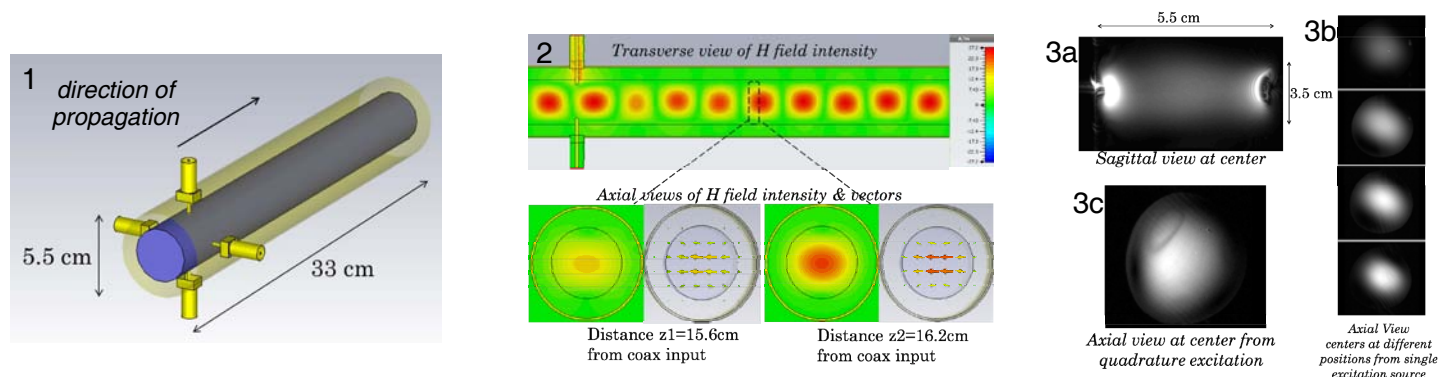 1
direction of
propagation
5.5 cm
33 cm
2
Transverse view of H field intensity
Axial views of H field intensity & vectors
Distance z1=15.6cm
from coax input
Distance z2=16.2cm
from coax input
5.5 cm
3a
3.5 cm
Sagittal view at center
3b
3c
Axial view at center from
quadrature excitation
Axial View
centers at different
positions from single
excitation source